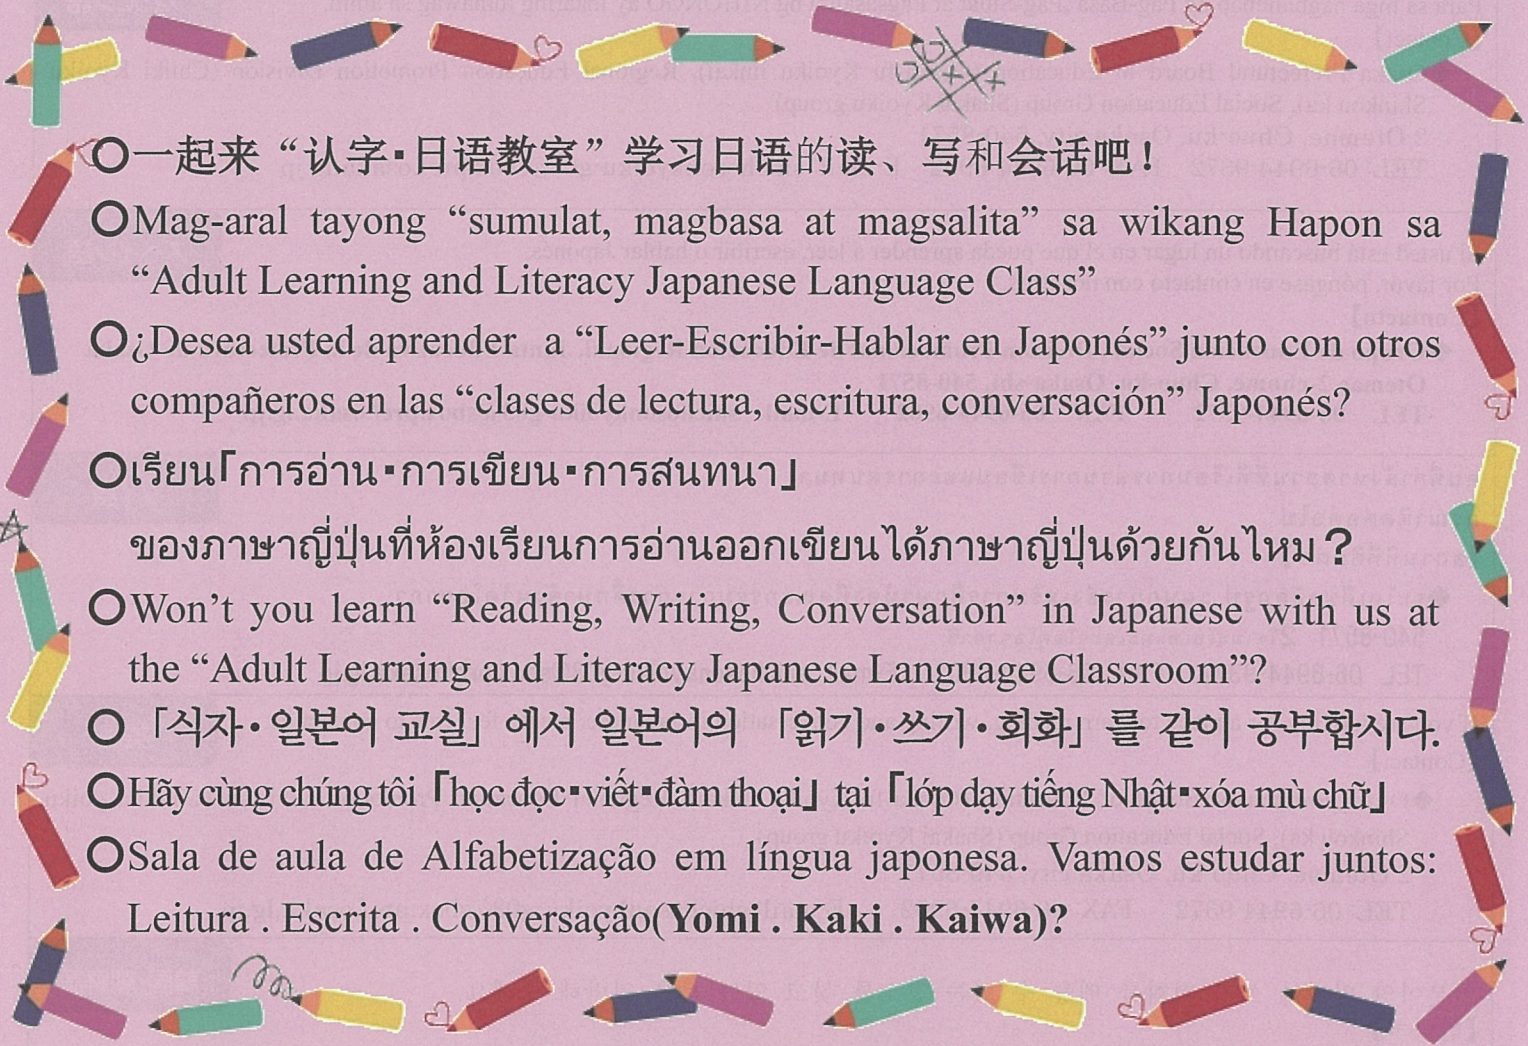 ○一起来“认字▪日语教室”学习日语的读、写和会话吧！
○Mag-aral tayong “sumulat, magbasa at magsalita” sa wikang Hapon sa
“Adult Learning and Literacy Japanese Language Class”
○¿Desea usted aprender a “Leer-Escribir-Hablar en Japonés” junto con otros
compañeros en las “clases de lectura, escritura, conversación” Japonés?
○เรียน「การอ่าน▪การเขียน▪การสนทนา」
ของภาษาญี่ปุ่นที่ห้องเรียนการอ่านออกเขียนได้ภาษาญี่ปุ่นด้วยกันไหม？
○Won’t you learn “Reading, Writing, Conversation” in Japanese with us at
the “Adult Learning and Literacy Japanese Language Classroom”?
○「식자・일본어 교실」에서 일본어의 「읽기・쓰기・회화」를 같이 공부합시다.
○Hãy cùng chúng tôi「học đọc▪viết▪đàm thoại」tại「lớp dạy tiếng Nhật▪xóa mù chữ」
○Sala de aula de Alfabetização em língua japonesa. Vamos estudar juntos:
Leitura . Escrita . Conversação(Yomi . Kaki . Kaiwa)?